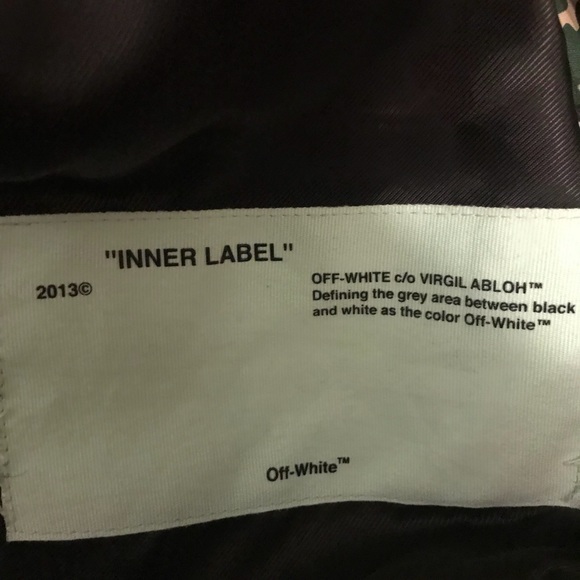 "INNER LABEL"
2013©
OFF-WHITE c/o VIRGIL ABLOH™
Defining the grey area between black
and white as the color Off-White™
Off-White™